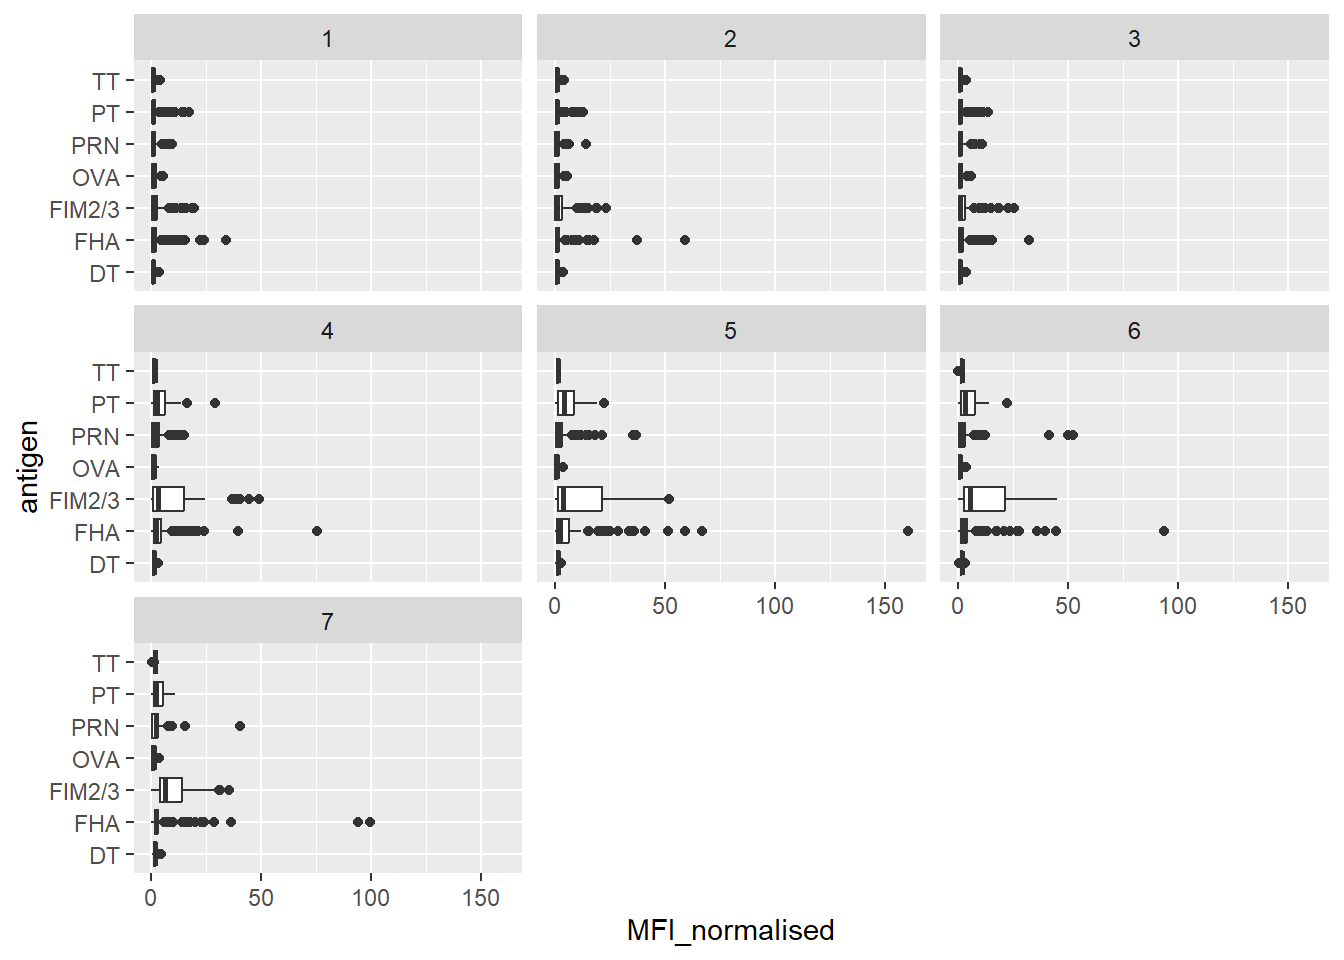 1 2 3
TT
PT
PRN
OVA
FIM2/3
FHA
DT
4 5 6
TT
PT
PRN
OVA
FIM2/3
FHA
DT
0 50 100 150 0 50 100 150
7
TT
PT
PRN
OVA
FIM2/3
FHA
DT
0 50 100 150
antigen
MFI_normalised